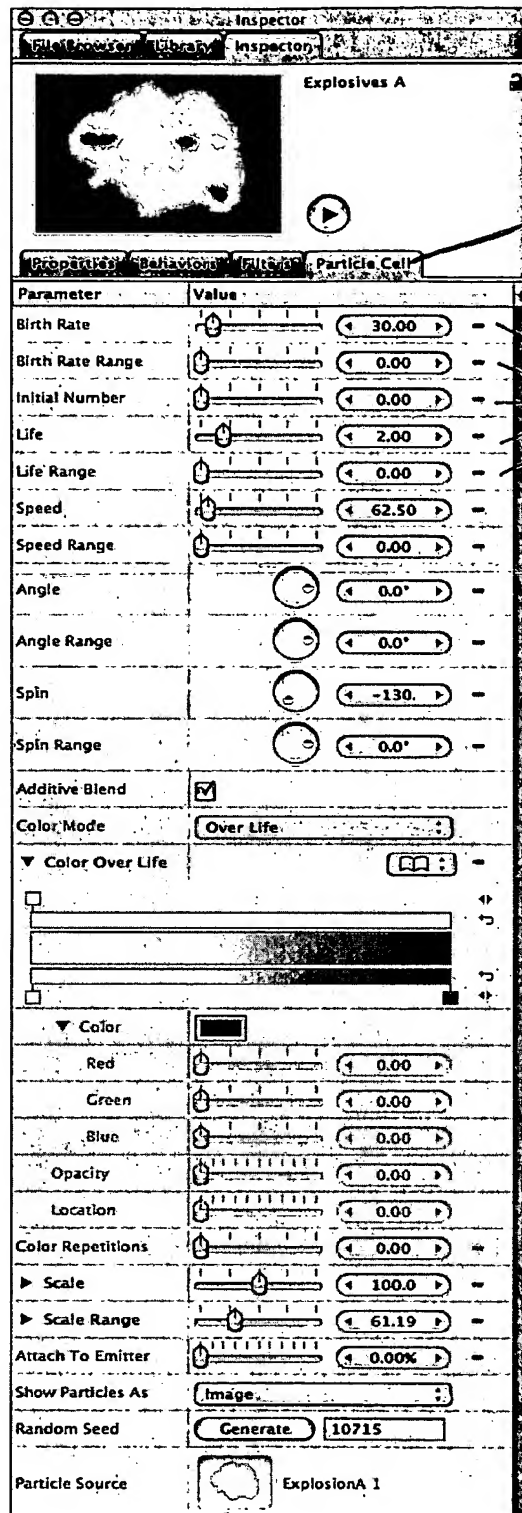 Inspector
File Browser Library Inspector
Explosives A
Properties Behaviors Filters Particle Cell
Parameter Value
Birth Rate 30.00
Birth Rate Range 0.00
Initial Number 0.00
Life 2.00
Life Range 0.00
Speed 62.50
Speed Range 0.00
Angle 0.0°
Angle Range 0.0°
Spin -130.
Spin Range 0.0°
Additive Blend
Color Mode Over Life
Color Over Life
Color
Red 0.00
Green 0.00
Blue 0.00
Opacity 0.00
Location 0.00
Color Repetitions 0.00
Scale 100.0
Scale Range 61.19
Attach To Emitter 0.00%
Show Particles As Image
Random Seed Generate 10715
Particle Source ExplosionA 1